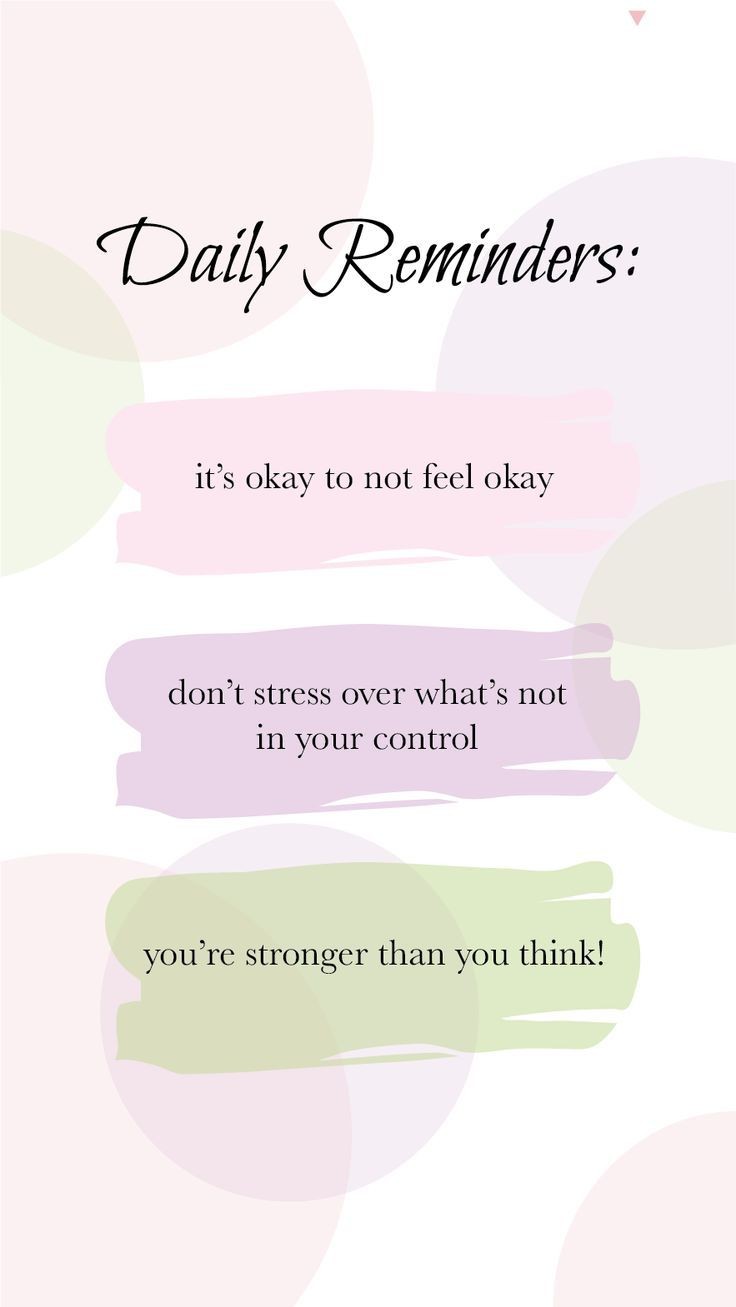 Daily Reminders:
it’s okay to not feel okay
don’t stress over what’s not
in your control
you’re stronger than you think!